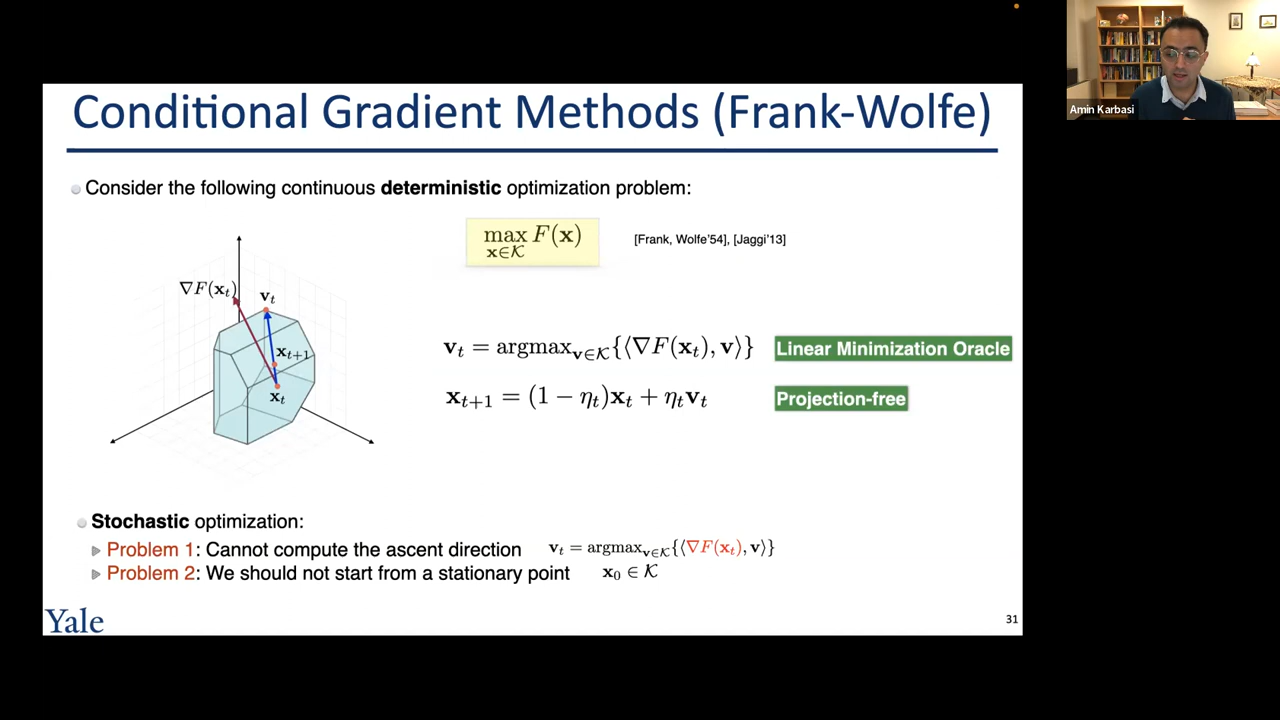 Amin Karbasi
Conditional Gradient Methods (Frank-Wolfe)
Consider the following continuous deterministic optimization problem:
max F(x)
x∈𝒦
[Frank, Wolfe'54], [Jaggi'13]
∇F(x_t)
v_t
x_{t+1}
x_t
v_t = argmax_{v∈𝒦}{⟨∇F(x_t), v⟩}
Linear Minimization Oracle
x_{t+1} = (1 − η_t)x_t + η_t v_t
Projection-free
Stochastic optimization:
Problem 1: Cannot compute the ascent direction v_t = argmax_{v∈𝒦}{⟨∇F(x_t), v⟩}
Problem 2: We should not start from a stationary point x_0 ∈ 𝒦
Yale
31